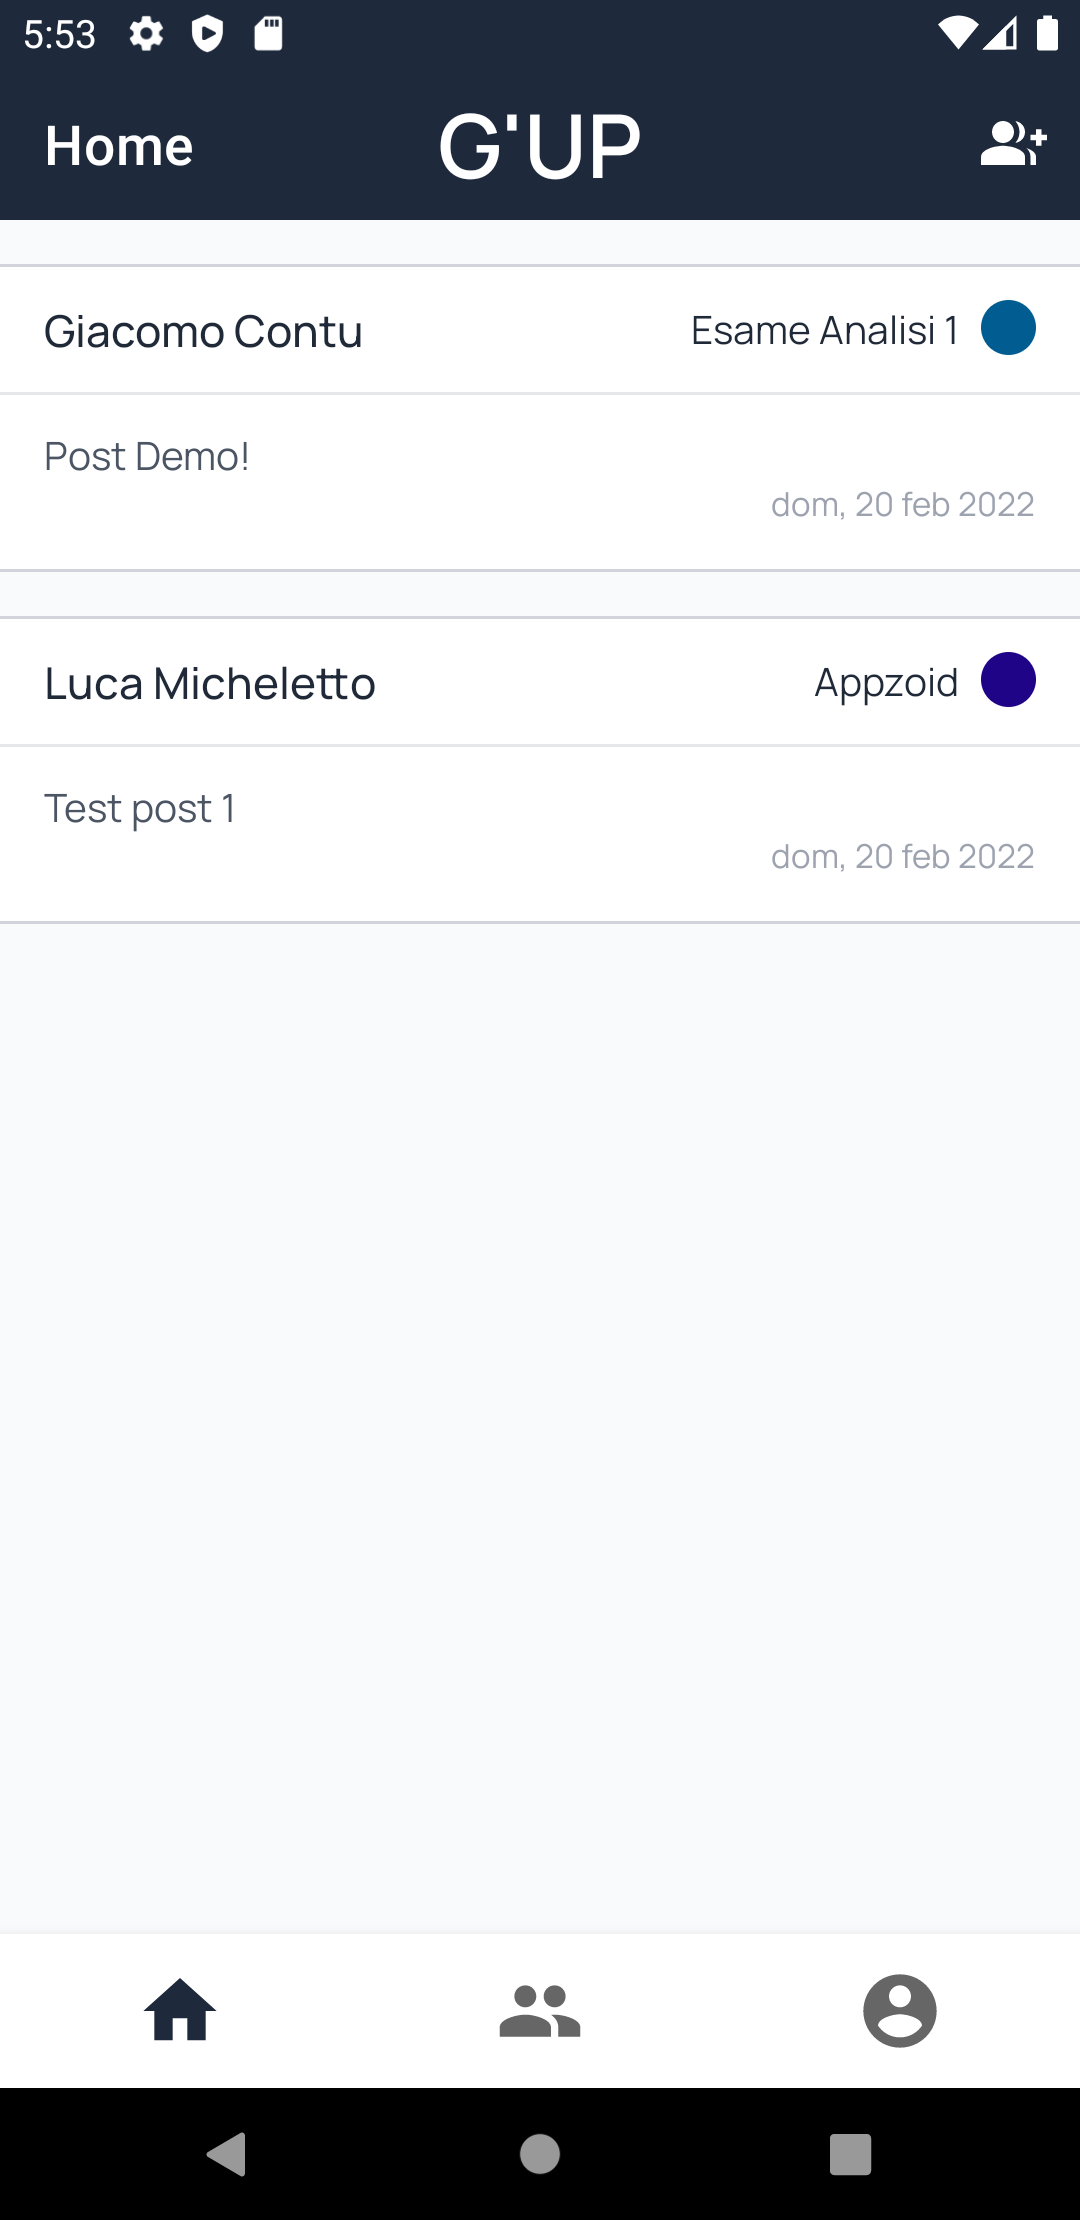 5:53
Home
G'UP
Giacomo Contu
Esame Analisi 1
Post Demo!
dom, 20 feb 2022
Luca Micheletto
Appzoid
Test post 1
dom, 20 feb 2022